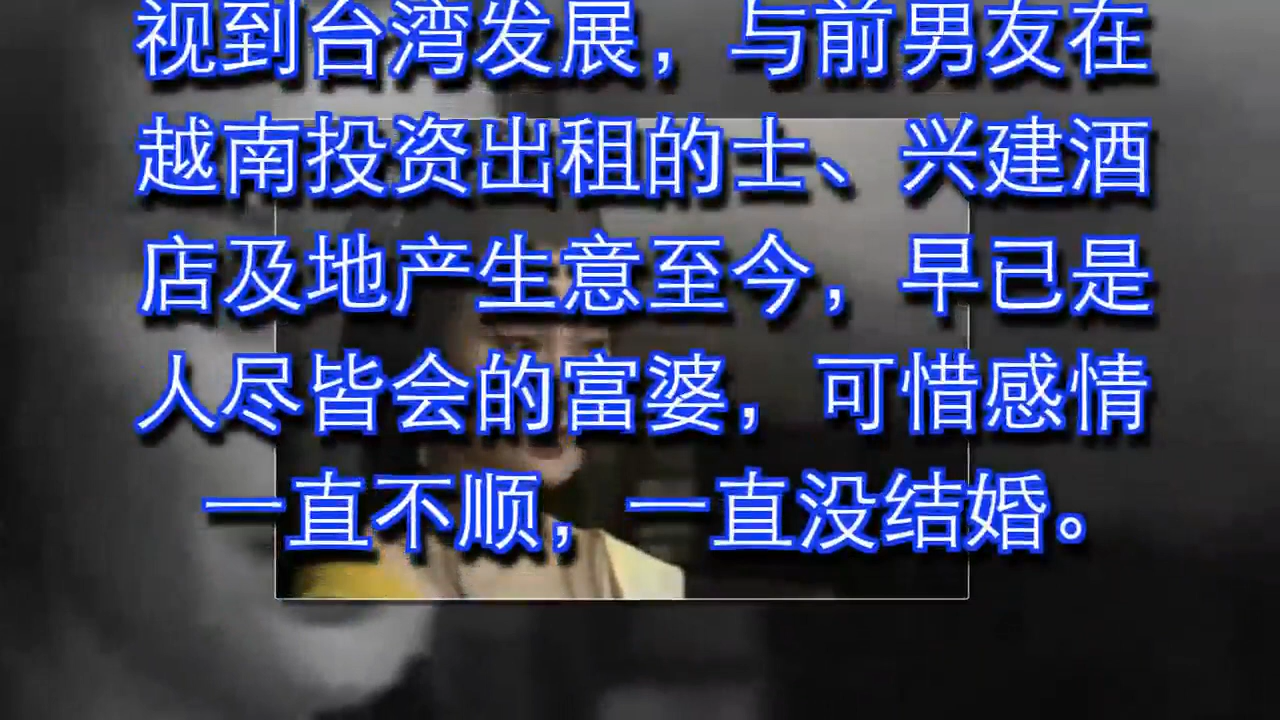 视到台湾发展，与前男友在
越南投资出租的士、兴建酒
店及地产生意至今，早已是
人尽皆会的富婆，可惜感情
一直不顺，一直没结婚。